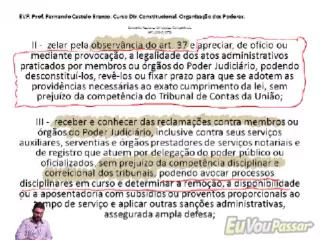 EVP. Prof. Fernando Castelo Branco. Curso Dir. Constitucional. Organização dos Poderes.
II - zelar pela observância do art. 37 e apreciar, de ofício ou
mediante provocação, a legalidade dos atos administrativos
praticados por membros ou órgãos do Poder Judiciário, podendo
desconstituí-los, revê-los ou fixar prazo para que se adotem as
providências necessárias ao exato cumprimento da lei, sem
prejuízo da competência do Tribunal de Contas da União;
III - receber e conhecer das reclamações contra membros ou
órgãos do Poder Judiciário, inclusive contra seus serviços
auxiliares, serventias e órgãos prestadores de serviços notariais e
de registro que atuem por delegação do poder público ou
oficializados, sem prejuízo da competência disciplinar e
correicional dos tribunais, podendo avocar processos
disciplinares em curso e determinar a remoção, a disponibilidade
ou a aposentadoria com subsídios ou proventos proporcionais ao
tempo de serviço e aplicar outras sanções administrativas,
assegurada ampla defesa;
EuVouPassar